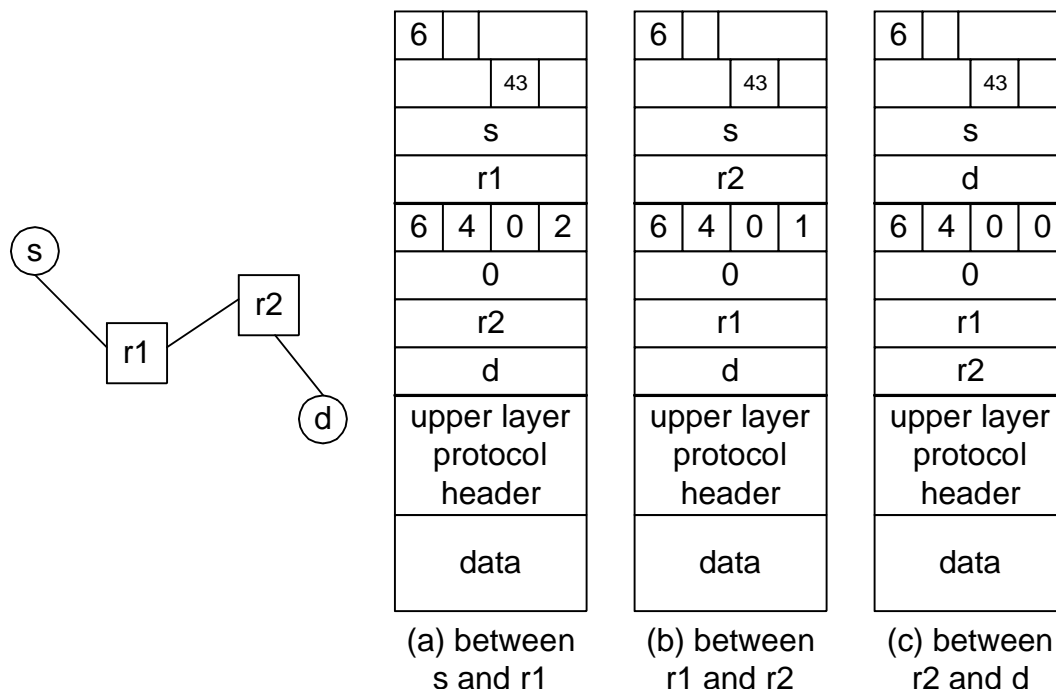 s
r1
r2
d
6
43
s
r1
6 4 0 2
0
r2
d
upper layer
protocol
header
data
(a) between
s and r1
6
43
s
r2
6 4 0 1
0
r1
d
upper layer
protocol
header
data
(b) between
r1 and r2
6
43
s
d
6 4 0 0
0
r1
r2
upper layer
protocol
header
data
(c) between
r2 and d